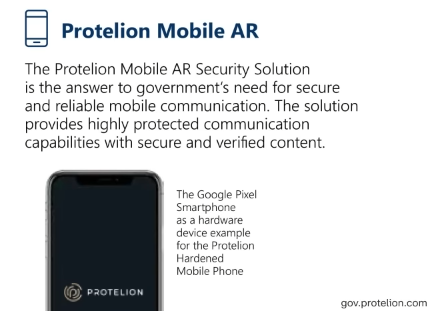 Protelion Mobile AR
The Protelion Mobile AR Security Solution
is the answer to government's need for secure
and reliable mobile communication. The solution
provides highly protected communication
capabilities with secure and verified content.
The Google Pixel
Smartphone
as a hardware
device example
for the Protelion
Hardened
Mobile Phone
PROTELION
gov.protelion.com